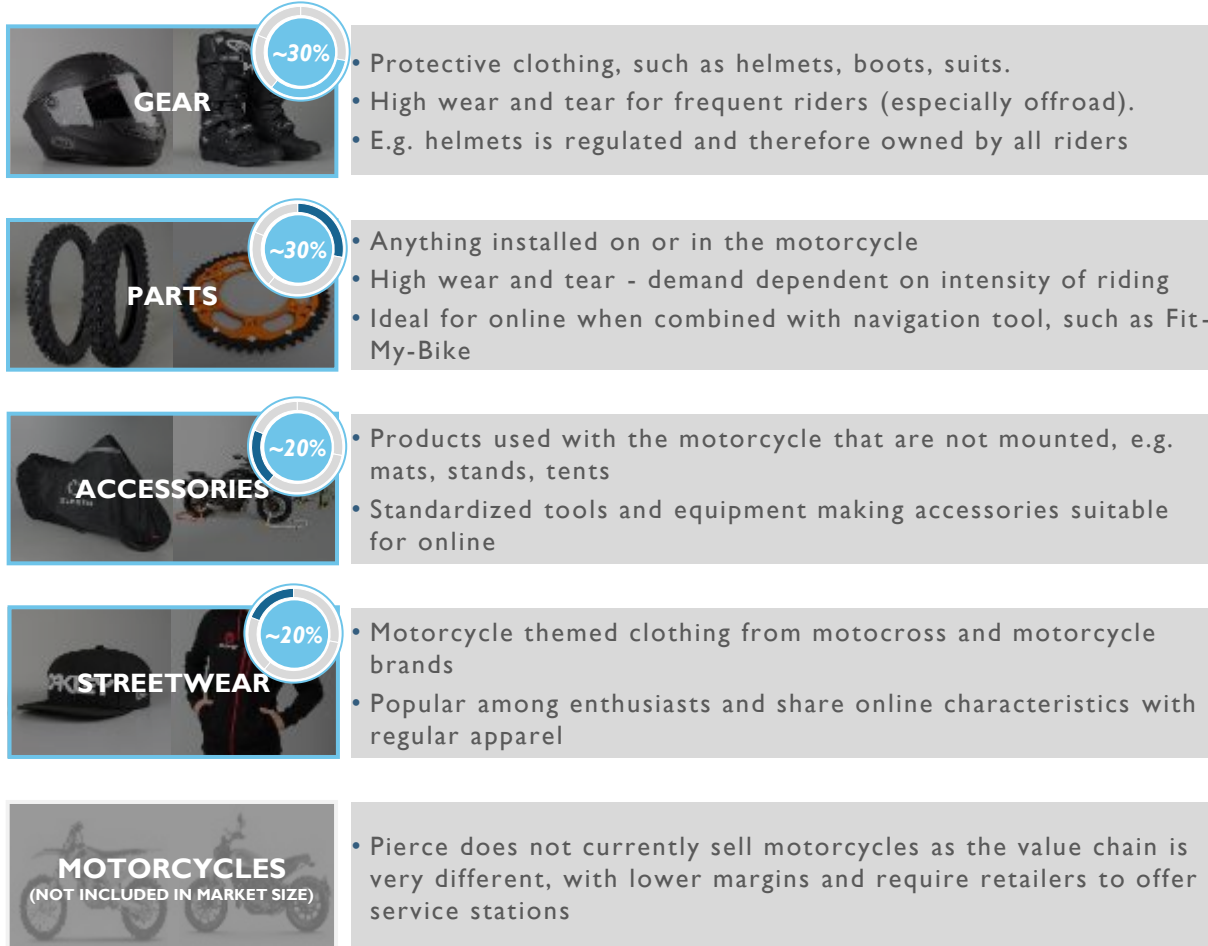 ~30%
GEAR
• Protective clothing, such as helmets, boots, suits.
• High wear and tear for frequent riders (especially offroad).
• E.g. helmets is regulated and therefore owned by all riders
~30%
PARTS
• Anything installed on or in the motorcycle
• High wear and tear - demand dependent on intensity of riding
• Ideal for online when combined with navigation tool, such as Fit-
My-Bike
~20%
ACCESSORIES
• Products used with the motorcycle that are not mounted, e.g.
mats, stands, tents
• Standardized tools and equipment making accessories suitable
for online
~20%
STREETWEAR
• Motorcycle themed clothing from motocross and motorcycle
brands
• Popular among enthusiasts and share online characteristics with
regular apparel
MOTORCYCLES
(NOT INCLUDED IN MARKET SIZE)
• Pierce does not currently sell motorcycles as the value chain is
very different, with lower margins and require retailers to offer
service stations